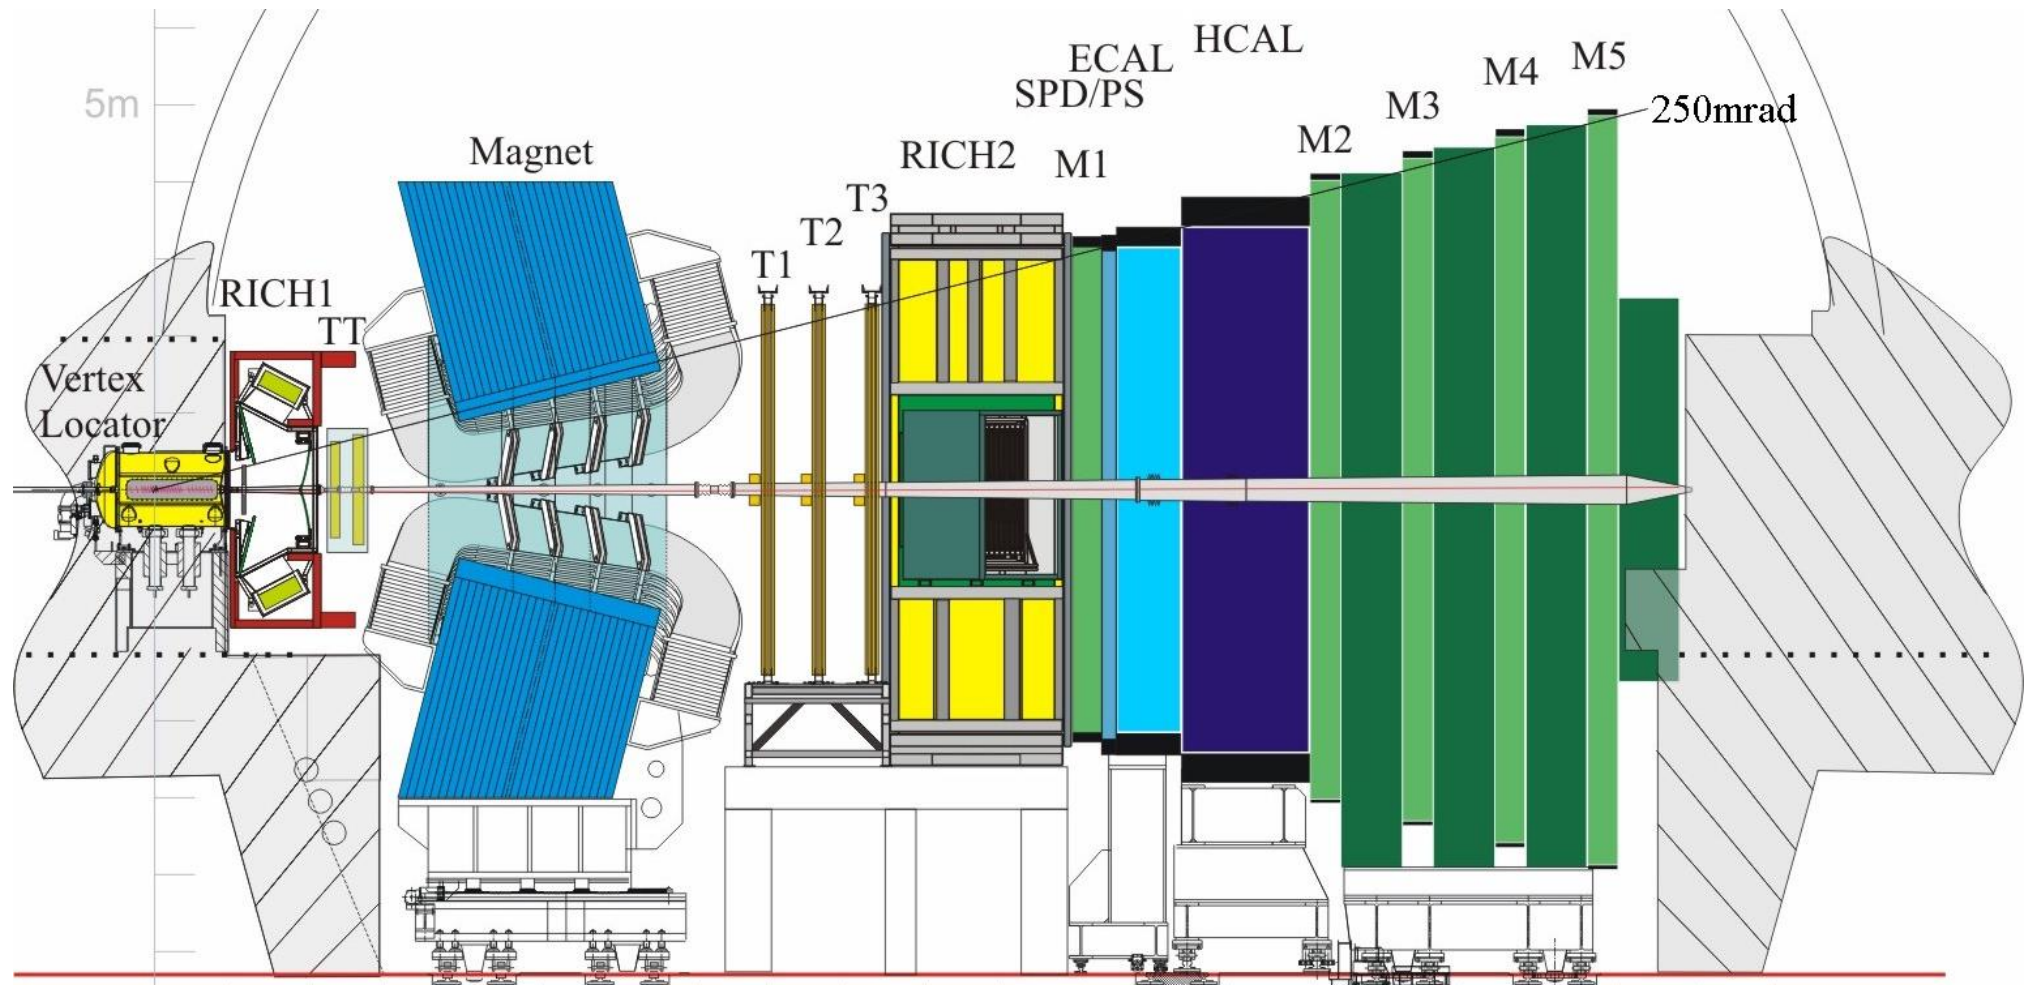 HCAL
ECAL
M5
SPD/PS
M4
5m
M3
250mrad
Magnet
M2
RICH2
M1
T3
T2
T1
RICH1
TT
Vertex
Locator